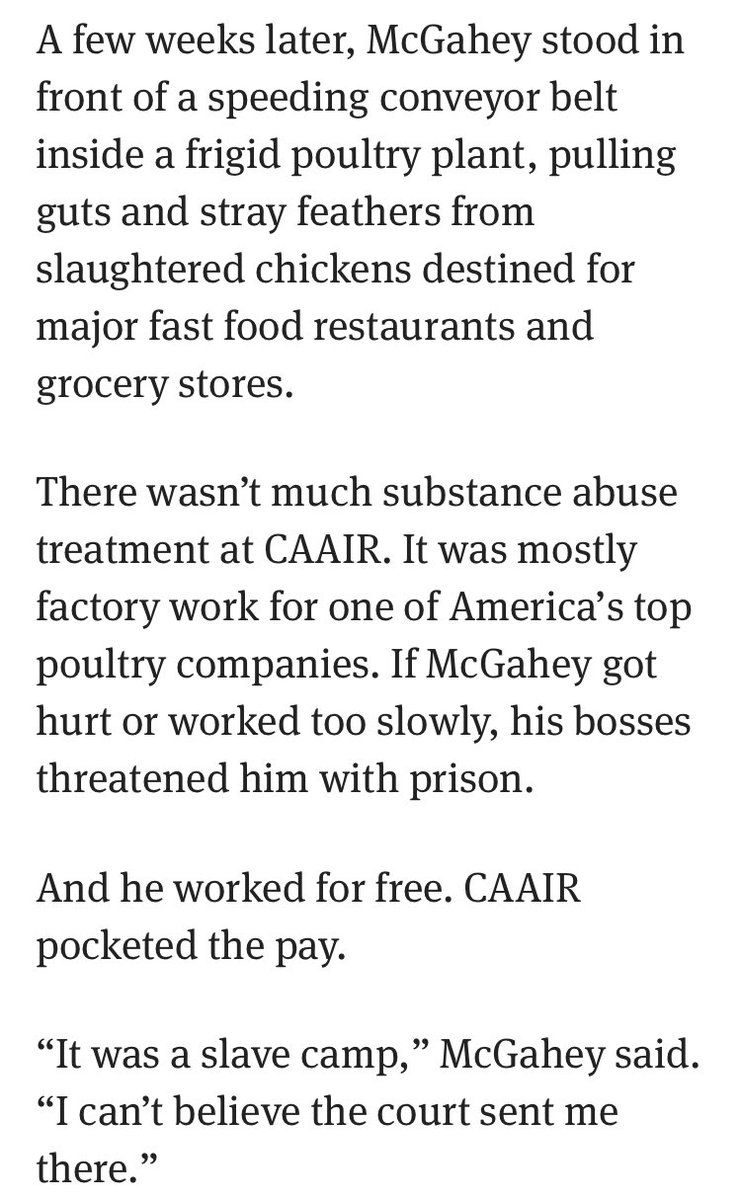 A few weeks later, McGahey stood in
front of a speeding conveyor belt
inside a frigid poultry plant, pulling
guts and stray feathers from
slaughtered chickens destined for
major fast food restaurants and
grocery stores.
There wasn’t much substance abuse
treatment at CAAIR. It was mostly
factory work for one of America’s top
poultry companies. If McGahey got
hurt or worked too slowly, his bosses
threatened him with prison.
And he worked for free. CAAIR
pocketed the pay.
“It was a slave camp,” McGahey said.
“I can’t believe the court sent me
there.”